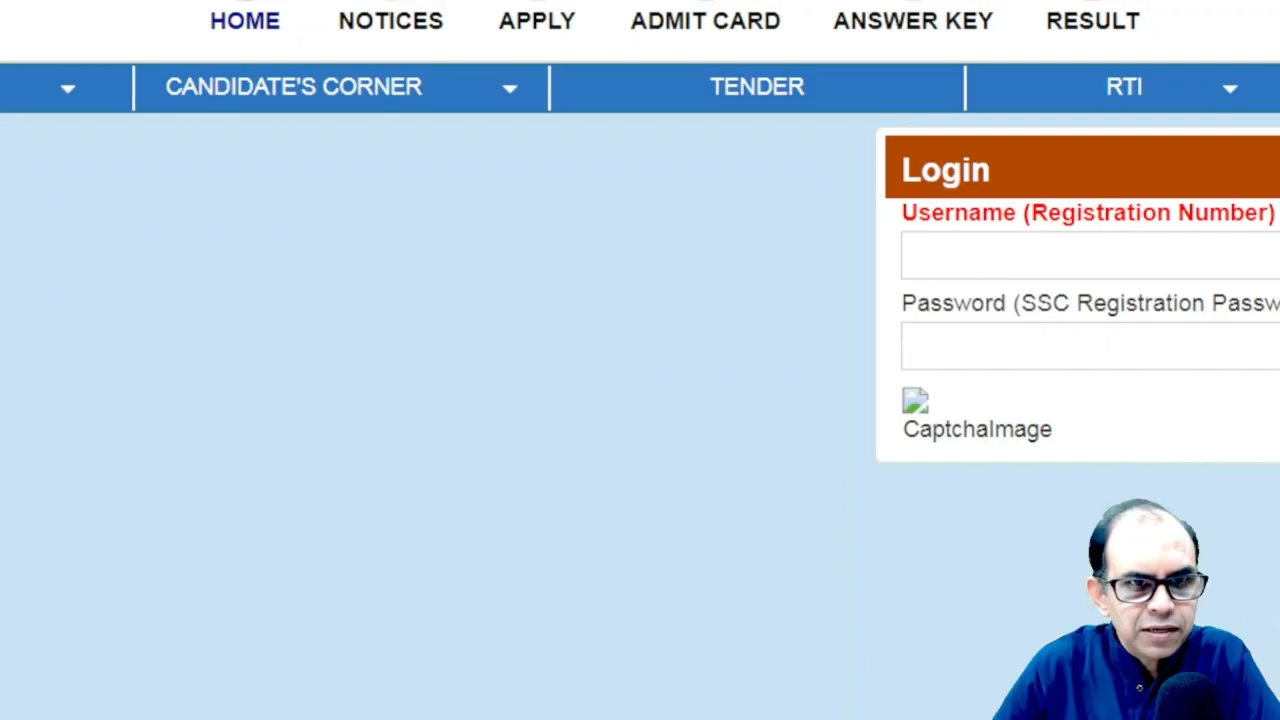 HOME NOTICES APPLY ADMIT CARD ANSWER KEY RESULT
CANDIDATE'S CORNER TENDER RTI
Login
Username (Registration Number)
Password (SSC Registration Passw
CaptchaImage